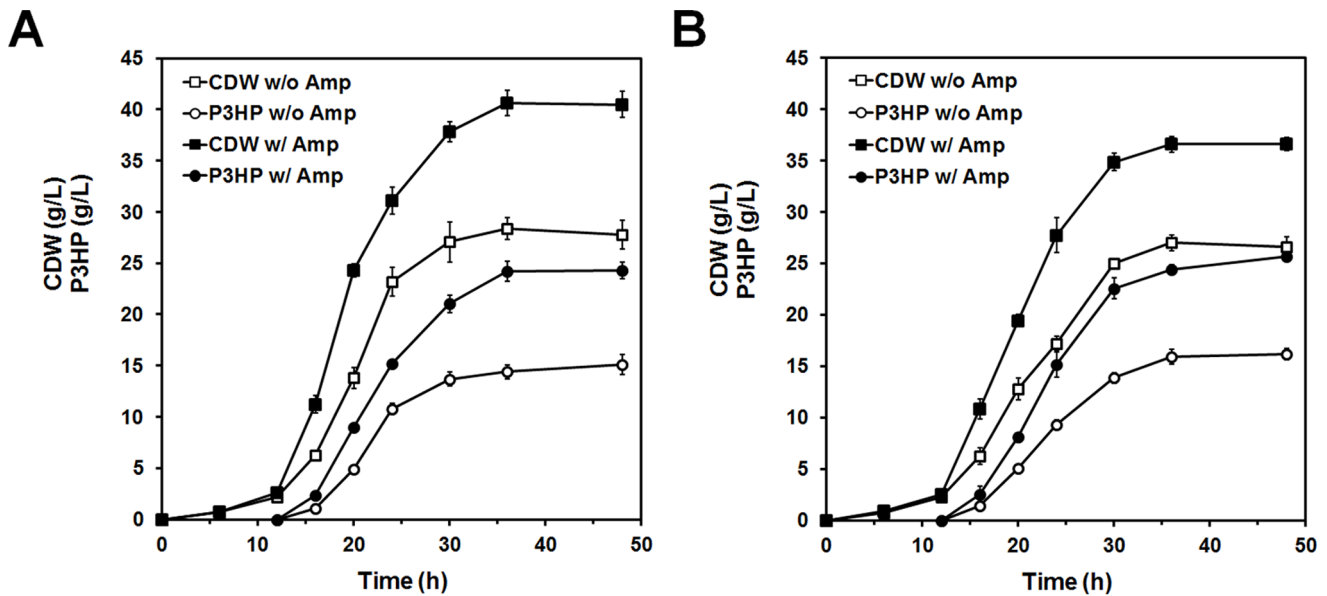 A
CDW (g/L)
P3HP (g/L)
45
40
35
30
25
20
15
10
5
0
CDW w/o Amp
P3HP w/o Amp
CDW w/ Amp
P3HP w/ Amp
0 10 20 30 40 50
Time (h)
B
CDW (g/L)
P3HP (g/L)
45
40
35
30
25
20
15
10
5
0
CDW w/o Amp
P3HP w/o Amp
CDW w/ Amp
P3HP w/ Amp
0 10 20 30 40 50
Time (h)